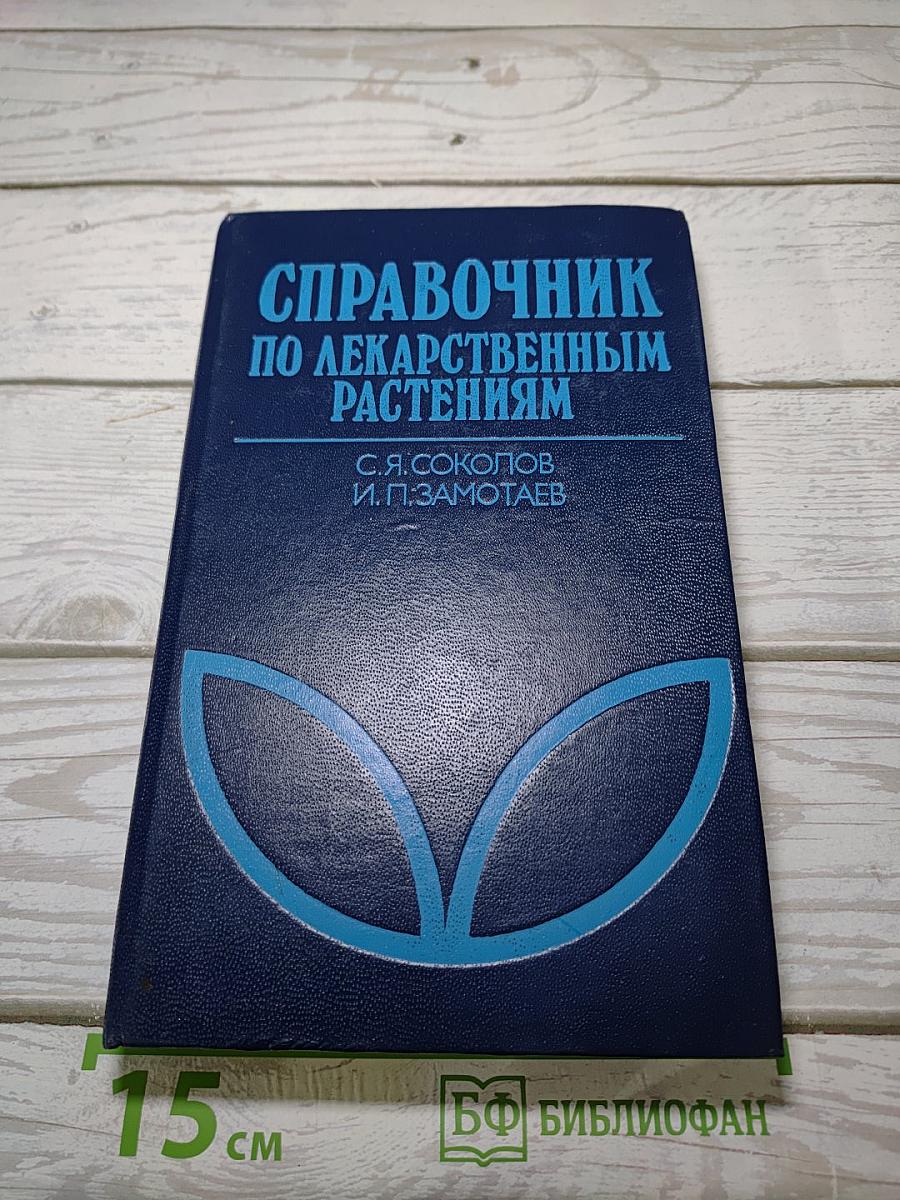 СПРАВОЧНИК
ПО ЛЕКАРСТВЕННЫМ
РАСТЕНИЯМ
С.Я.СОКОЛОВ
И.П.ЗАМОТАЕВ
15 см
БФ БИБЛИОФАН